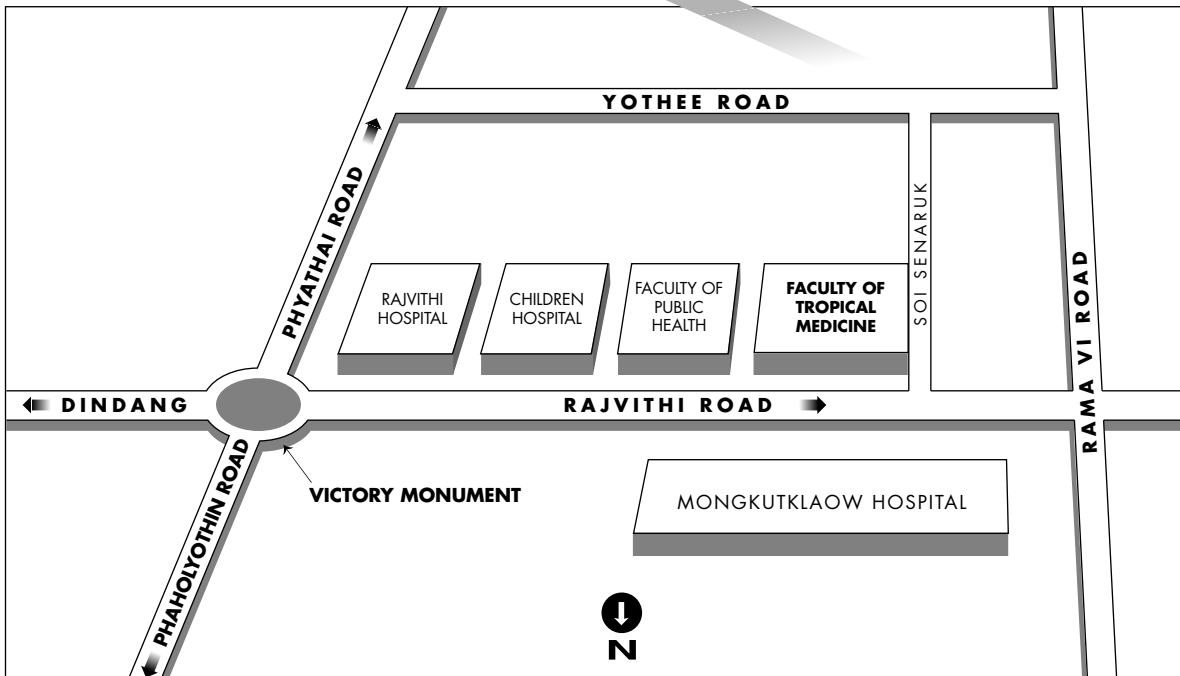 YOTHEE ROAD
PHYATHAI ROAD
SOI SENARUK
RAMA VI ROAD
RAJVITHI
HOSPITAL
CHILDREN
HOSPITAL
FACULTY OF
PUBLIC
HEALTH
FACULTY OF
TROPICAL
MEDICINE
DINDANG
RAJVITHI ROAD
PHAHOLYOTHIN ROAD
VICTORY MONUMENT
MONGKUTKLAOW HOSPITAL
N